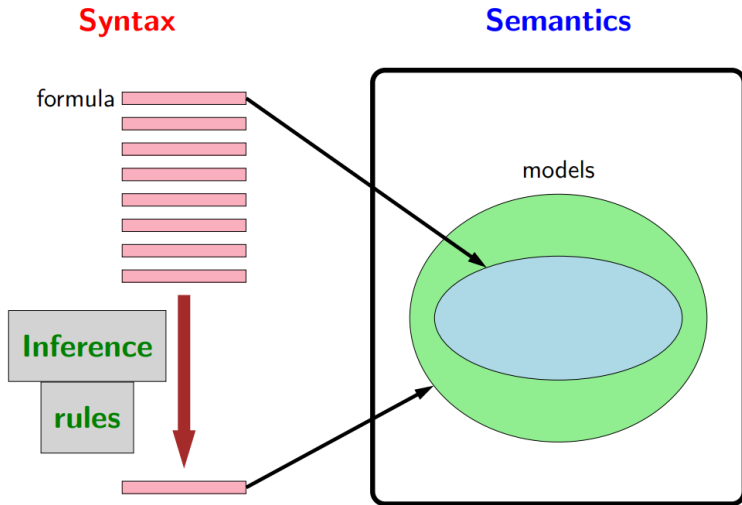 Syntax
Semantics
formula
models
Inference
rules